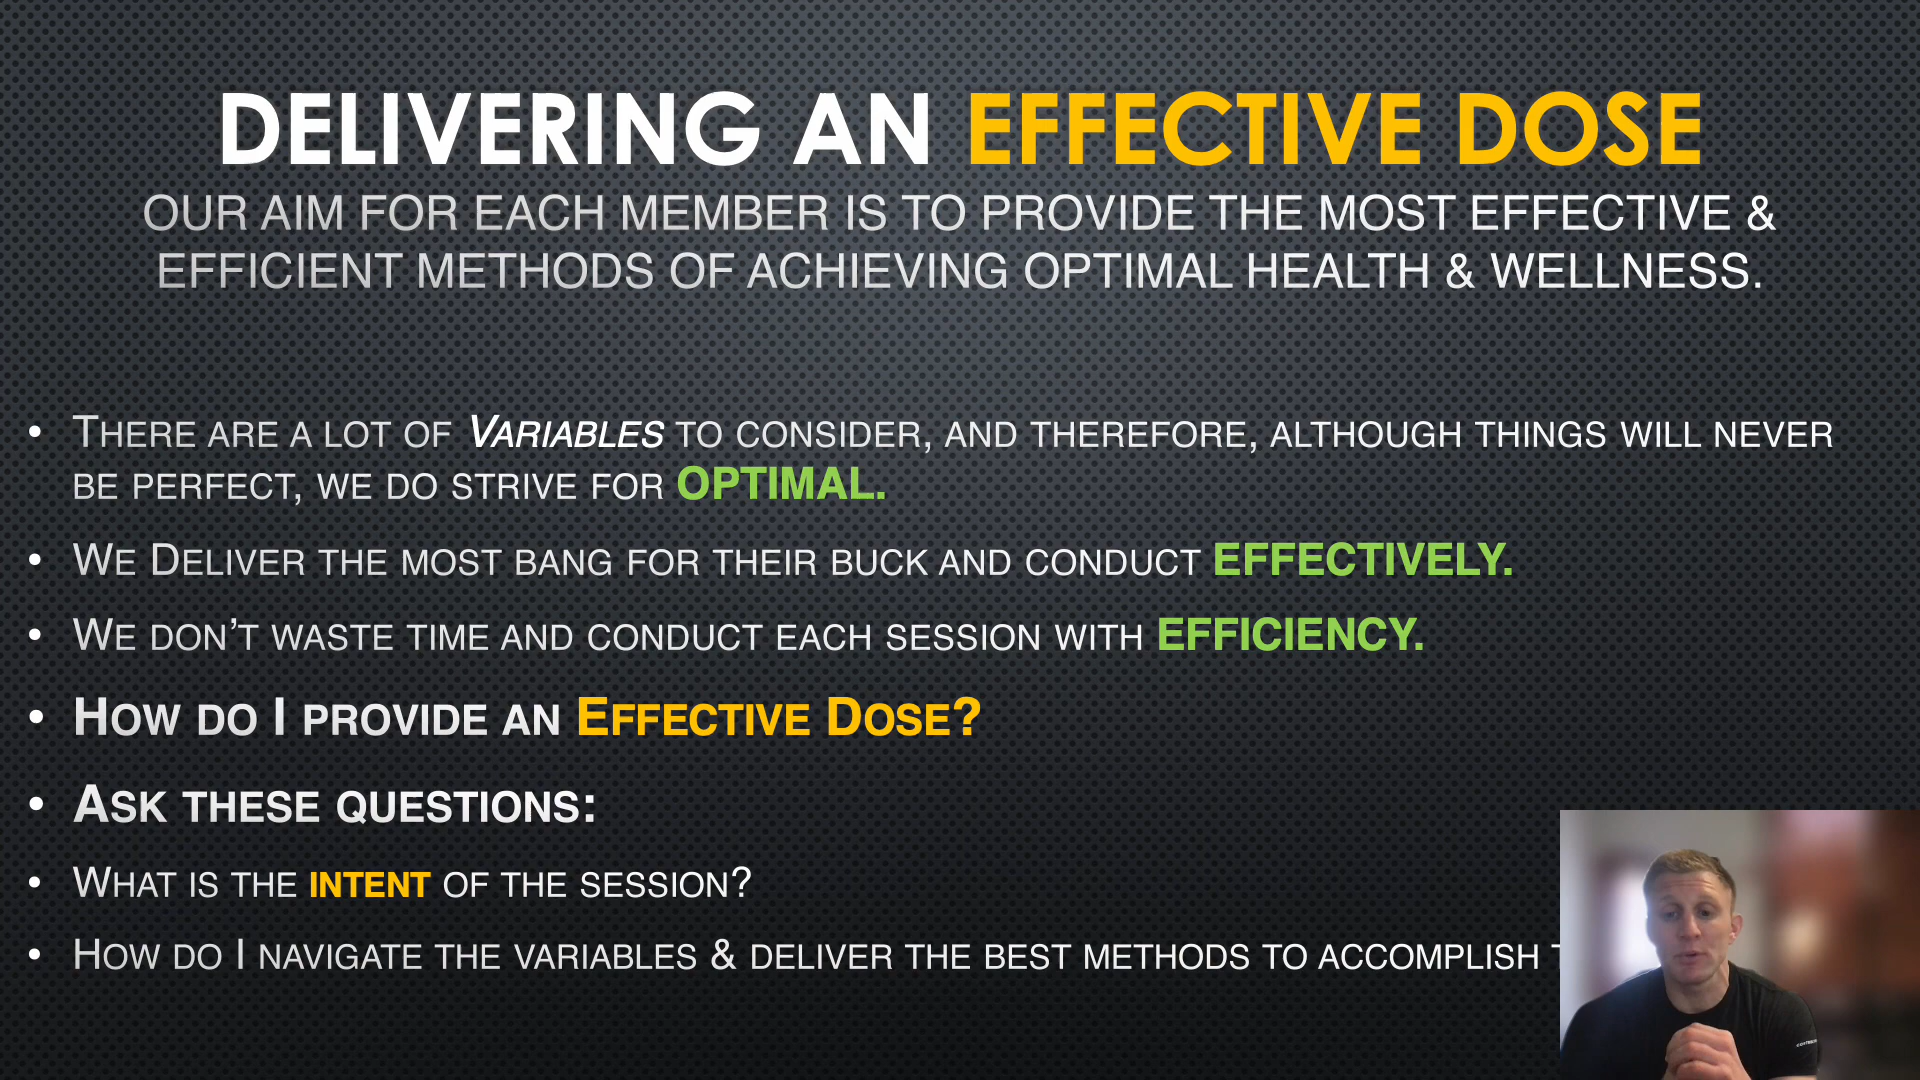 DELIVERING AN EFFECTIVE DOSE
OUR AIM FOR EACH MEMBER IS TO PROVIDE THE MOST EFFECTIVE &
EFFICIENT METHODS OF ACHIEVING OPTIMAL HEALTH & WELLNESS.
• THERE ARE A LOT OF VARIABLES TO CONSIDER, AND THEREFORE, ALTHOUGH THINGS WILL NEVER
BE PERFECT, WE DO STRIVE FOR OPTIMAL.
• WE DELIVER THE MOST BANG FOR THEIR BUCK AND CONDUCT EFFECTIVELY.
• WE DON'T WASTE TIME AND CONDUCT EACH SESSION WITH EFFICIENCY.
• HOW DO I PROVIDE AN EFFECTIVE DOSE?
• ASK THESE QUESTIONS:
• WHAT IS THE INTENT OF THE SESSION?
• HOW DO I NAVIGATE THE VARIABLES & DELIVER THE BEST METHODS TO ACCOMPLISH